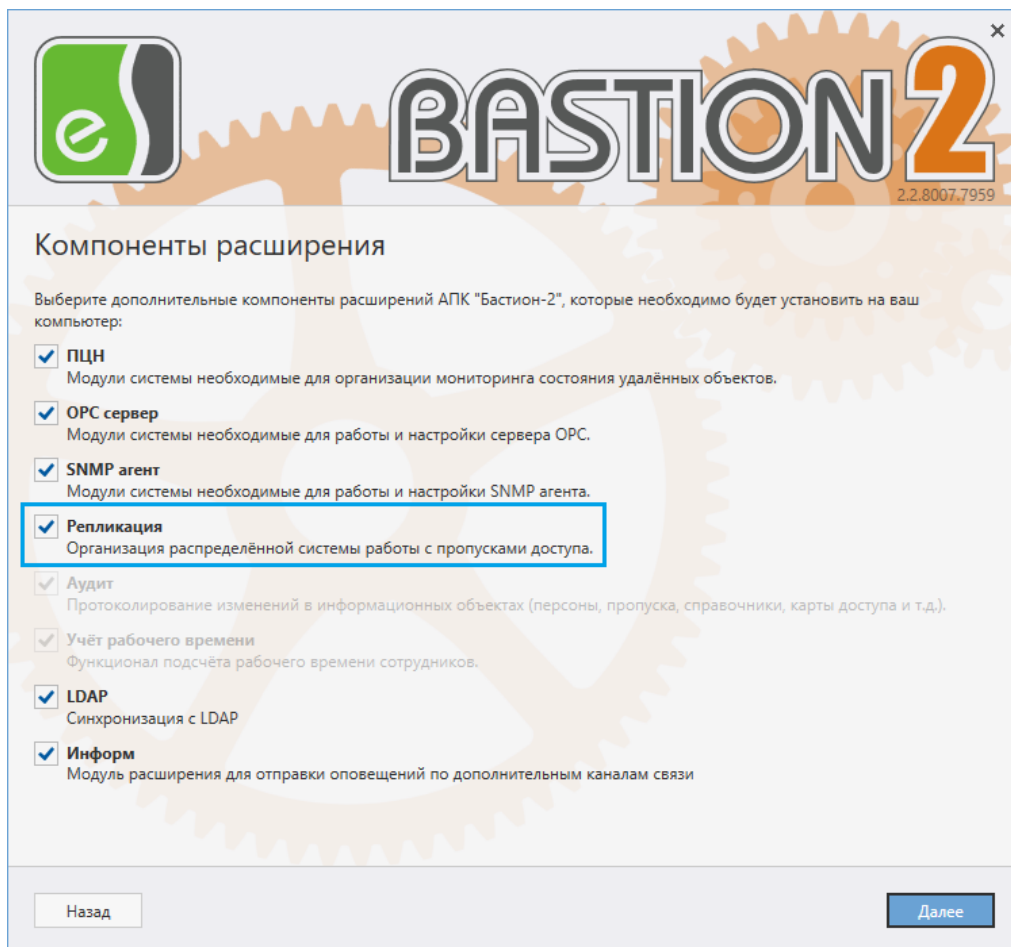 BASTION 2
2.2.8007.7959
Компоненты расширения
Выберите дополнительные компоненты расширений АПК "Бастион-2", которые необходимо будет установить на ваш
компьютер:
ПЦН
Модули системы необходимые для организации мониторинга состояния удалённых объектов.
OPC сервер
Модули системы необходимые для работы и настройки сервера OPC.
SNMP агент
Модули системы необходимые для работы и настройки SNMP агента.
Репликация
Организация распределённой системы работы с пропусками доступа.
Аудит
Протоколирование изменений в информационных объектах (персоны, пропуска, справочники, карты доступа и т.д.).
Учёт рабочего времени
Функционал подсчёта рабочего времени сотрудников.
LDAP
Синхронизация с LDAP
Информ
Модуль расширения для отправки оповещений по дополнительным каналам связи
Назад
Далее